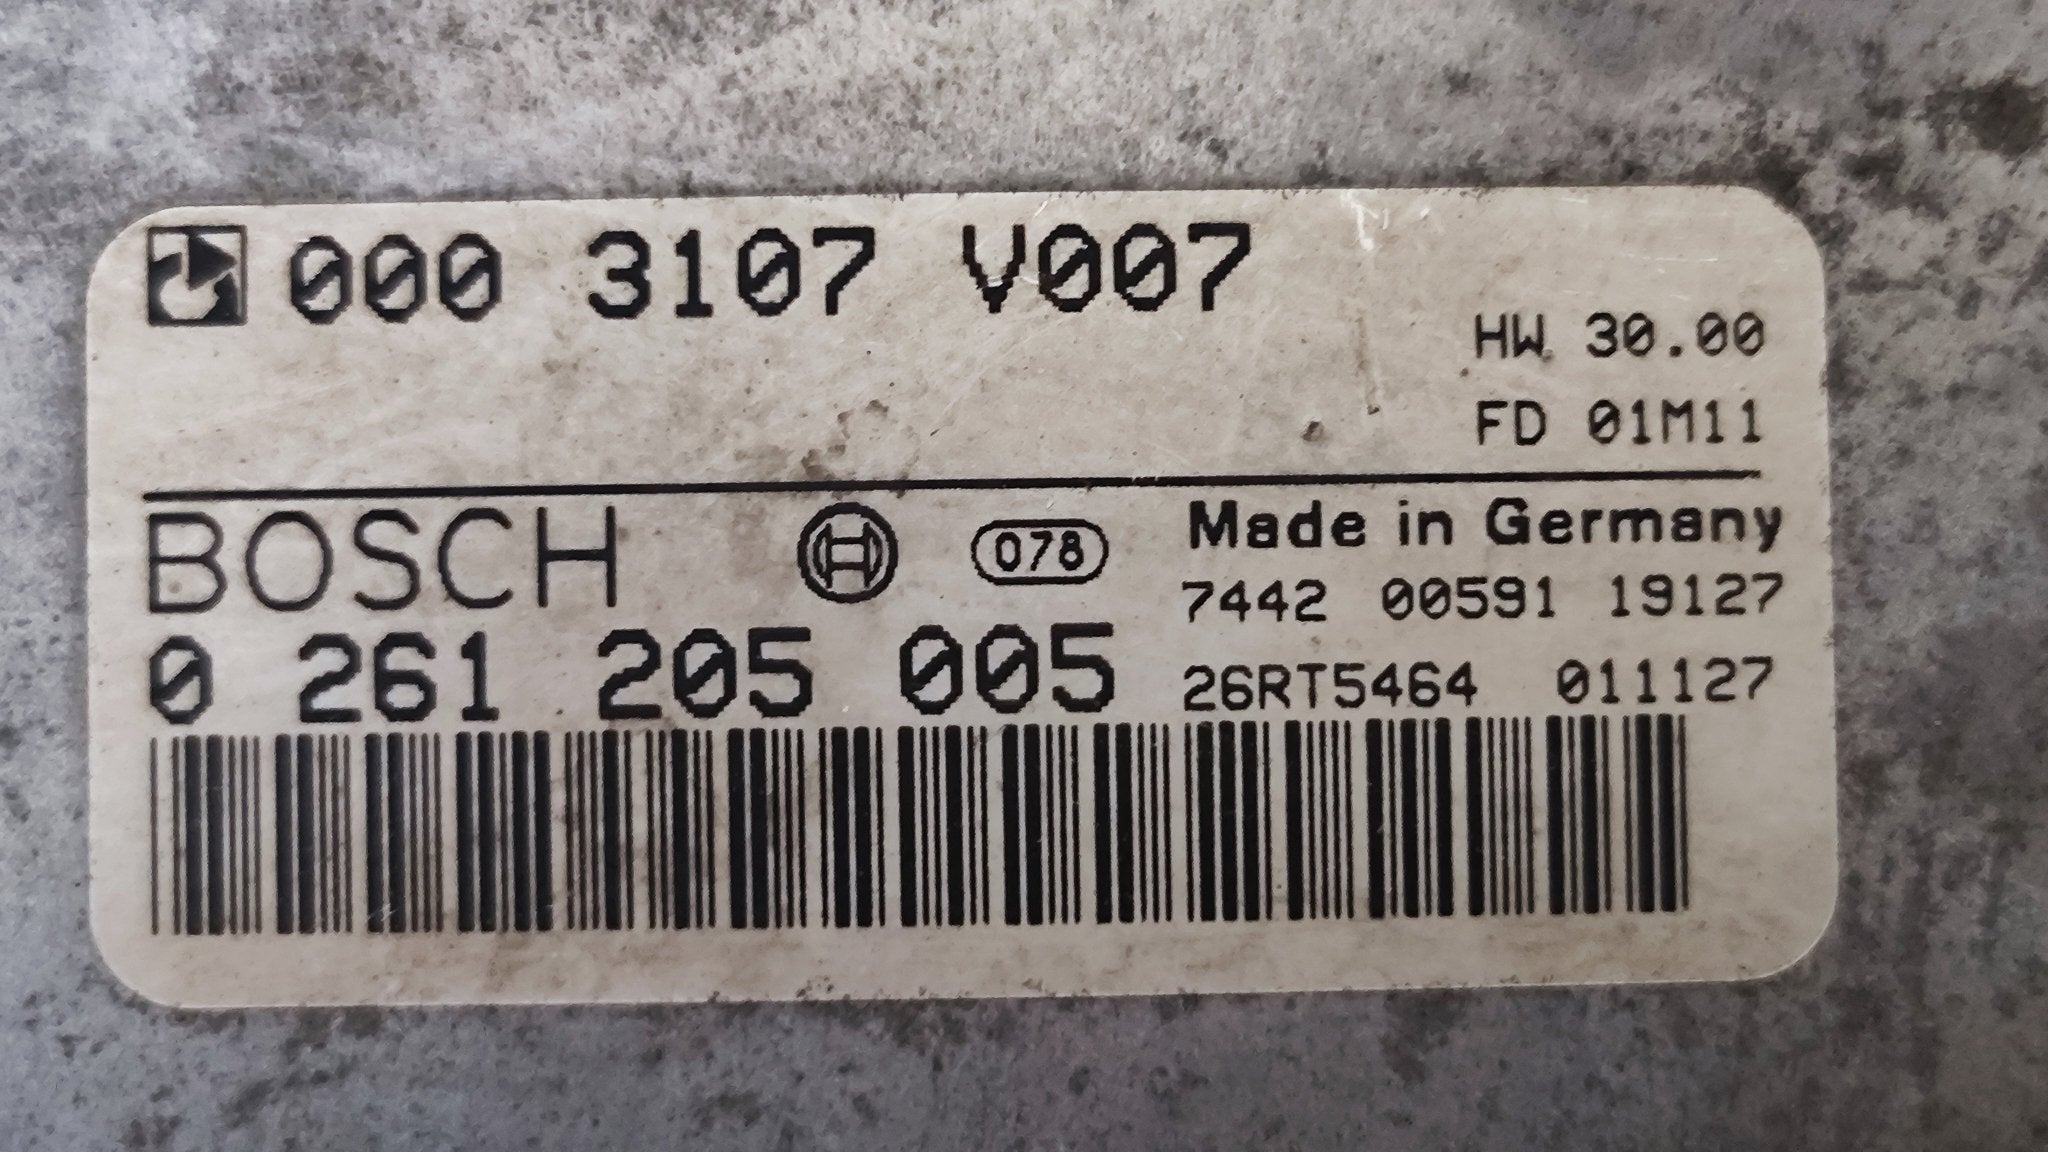 000 3107 V007
HW 30.00
FD 01M11
BOSCH 078 Made in Germany
7442 00591 19127
0 261 205 005 26RT5464 011127